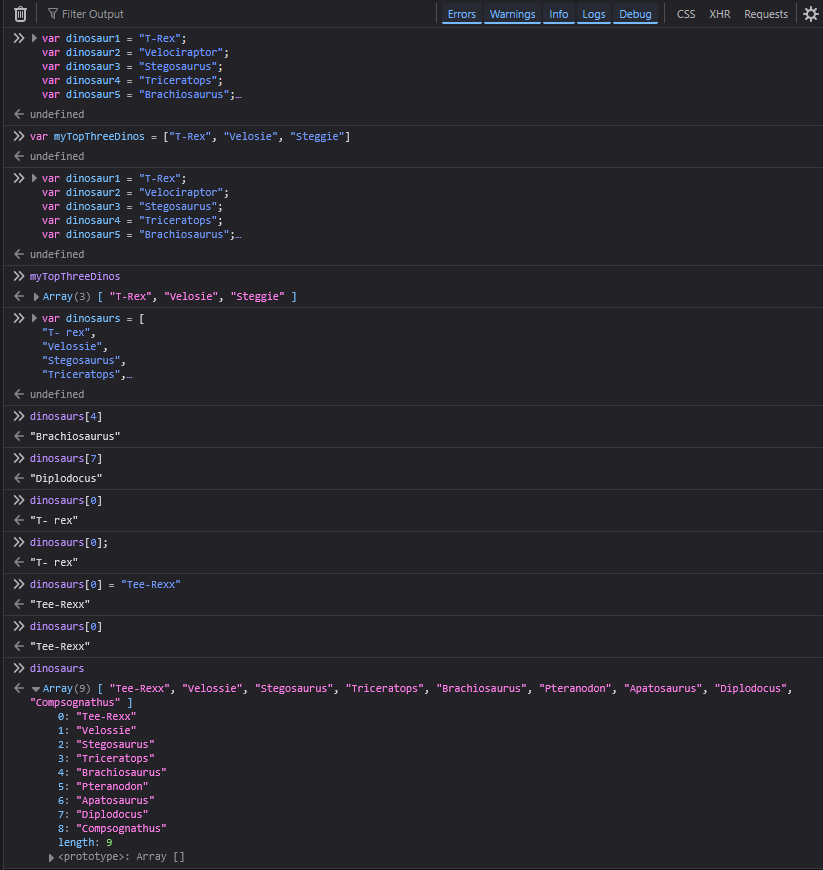 Filter Output Errors Warnings Info Logs Debug CSS XHR Requests
var dinosaur1 = "T-Rex";
var dinosaur2 = "Velociraptor";
var dinosaur3 = "Stegosaurus";
var dinosaur4 = "Triceratops";
var dinosaur5 = "Brachiosaurus";…
undefined
var myTopThreeDinos = ["T-Rex", "Velosie", "Steggie"]
undefined
var dinosaur1 = "T-Rex";
var dinosaur2 = "Velociraptor";
var dinosaur3 = "Stegosaurus";
var dinosaur4 = "Triceratops";
var dinosaur5 = "Brachiosaurus";…
undefined
myTopThreeDinos
Array(3) [ "T-Rex", "Velosie", "Steggie" ]
var dinosaurs = [
"T- rex",
"Velossie",
"Stegosaurus",
"Triceratops",…
undefined
dinosaurs[4]
"Brachiosaurus"
dinosaurs[7]
"Diplodocus"
dinosaurs[0]
"T- rex"
dinosaurs[0];
"T- rex"
dinosaurs[0] = "Tee-Rexx"
"Tee-Rexx"
dinosaurs[0]
"Tee-Rexx"
dinosaurs
Array(9) [ "Tee-Rexx", "Velossie", "Stegosaurus", "Triceratops", "Brachiosaurus", "Pteranodon", "Apatosaurus", "Diplodocus",
"Compsognathus" ]
0: "Tee-Rexx"
1: "Velossie"
2: "Stegosaurus"
3: "Triceratops"
4: "Brachiosaurus"
5: "Pteranodon"
6: "Apatosaurus"
7: "Diplodocus"
8: "Compsognathus"
length: 9
<prototype>: Array []